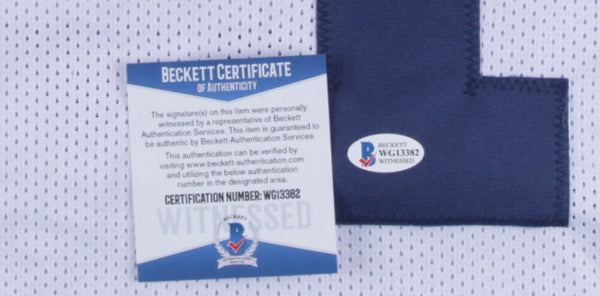 BECKETT CERTIFICATE
OF AUTHENTICITY
The signature(s) on this item were personally
witnessed by a representative of Beckett
Authentication Services. This item is guaranteed to
be authentic by Beckett Authentication Services.
This authentication can be verified by
visiting www.beckett-authentication.com
and utilizing the below certification
number in the designated area.
CERTIFICATION NUMBER: WG13382
WITNESSED
BECKETT
B
BECKETT
B WG13382
WITNESSED